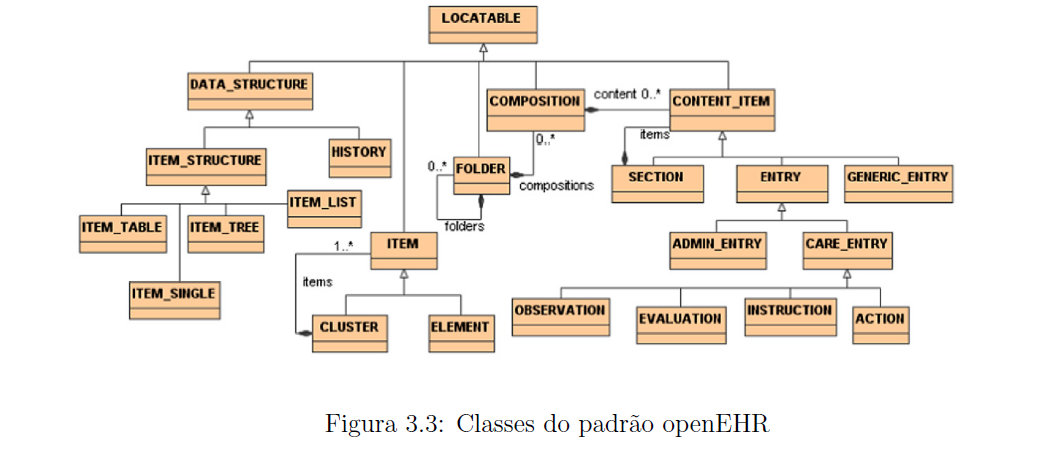 LOCATABLE
DATA_STRUCTURE
COMPOSITION
content 0..*
CONTENT_ITEM
items
0..*
ITEM_STRUCTURE
HISTORY
0..*
FOLDER
compositions
folders
SECTION
ENTRY
GENERIC_ENTRY
ITEM_LIST
ITEM_TABLE
ITEM_TREE
ITEM_SINGLE
1..*
ITEM
items
ADMIN_ENTRY
CARE_ENTRY
CLUSTER
ELEMENT
OBSERVATION
EVALUATION
INSTRUCTION
ACTION
Figura 3.3: Classes do padrão openEHR